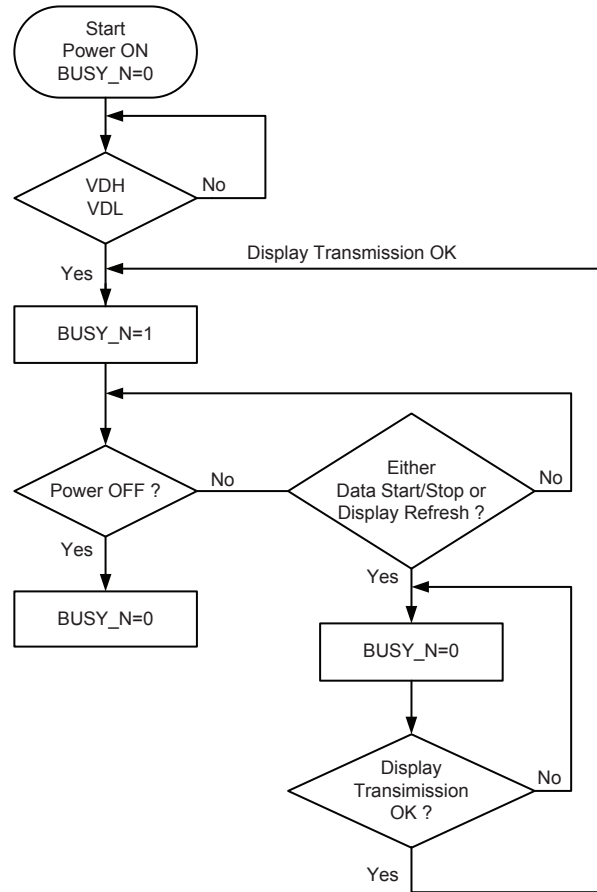 Start
Power ON
BUSY_N=0
VDH
VDL
No
Yes
Display Transmission OK
BUSY_N=1
Power OFF ?
No
Either
Data Start/Stop or
Display Refresh ?
No
Yes
BUSY_N=0
Yes
BUSY_N=0
Display
Transimission
OK ?
No
Yes